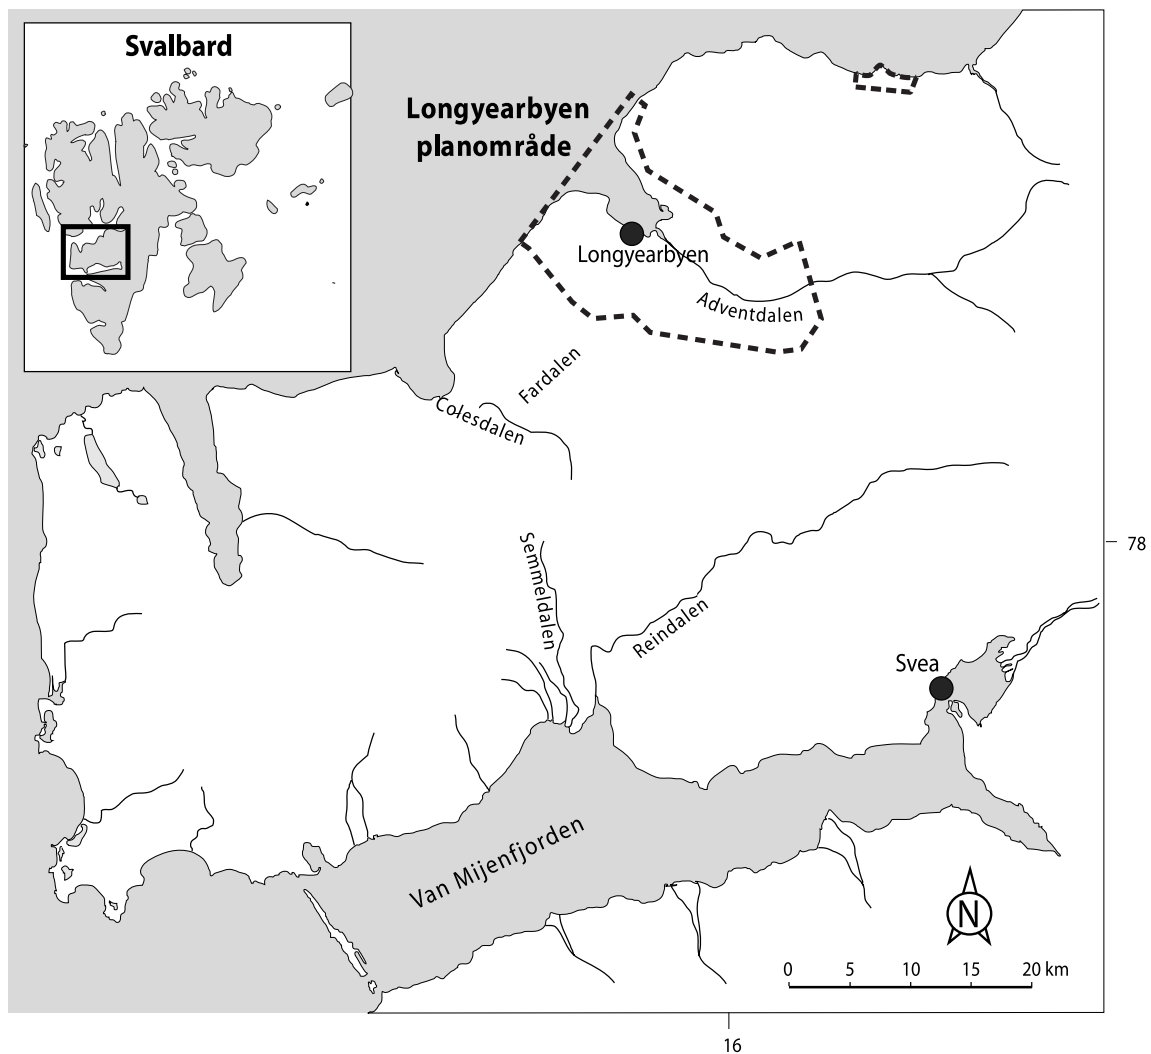 Svalbard
Longyearbyen
planområde
Longyearbyen
Adventdalen
Fardalen
Colesdalen
Semmeldalen
Reindalen
78
Svea
Van Mijenfjorden
N
0 5 10 15 20 km
16